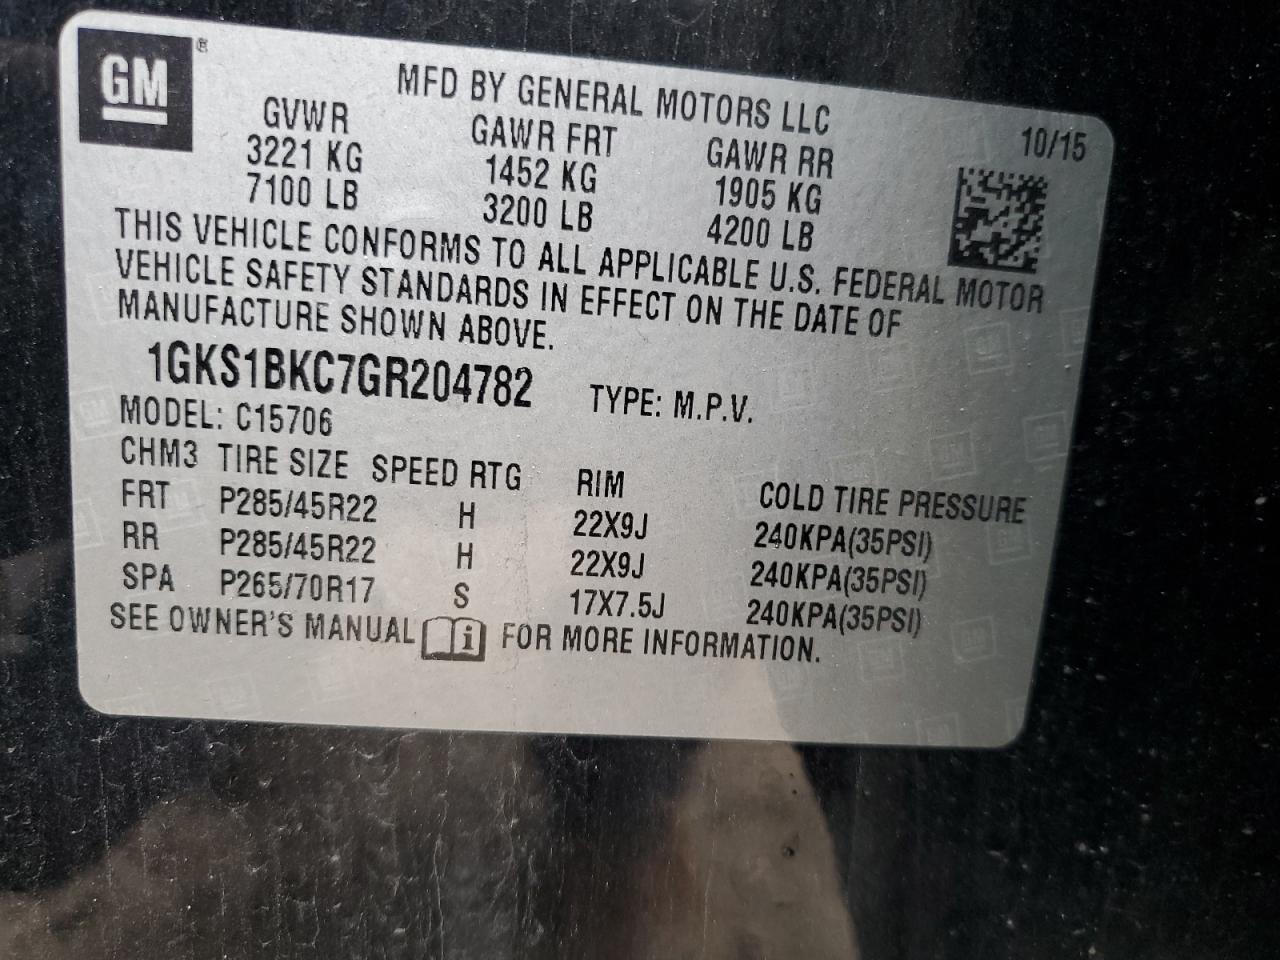 GM ®
MFD BY GENERAL MOTORS LLC
10/15
GVWR GAWR FRT GAWR RR
3221 KG 1452 KG 1905 KG
7100 LB 3200 LB 4200 LB
THIS VEHICLE CONFORMS TO ALL APPLICABLE U.S. FEDERAL MOTOR
VEHICLE SAFETY STANDARDS IN EFFECT ON THE DATE OF
MANUFACTURE SHOWN ABOVE.
1GKS1BKC7GR204782 TYPE: M.P.V.
MODEL: C15706
CHM3 TIRE SIZE SPEED RTG RIM COLD TIRE PRESSURE
FRT P285/45R22 H 22X9J 240KPA(35PSI)
RR P285/45R22 H 22X9J 240KPA(35PSI)
SPA P265/70R17 S 17X7.5J 240KPA(35PSI)
SEE OWNER'S MANUAL i FOR MORE INFORMATION.